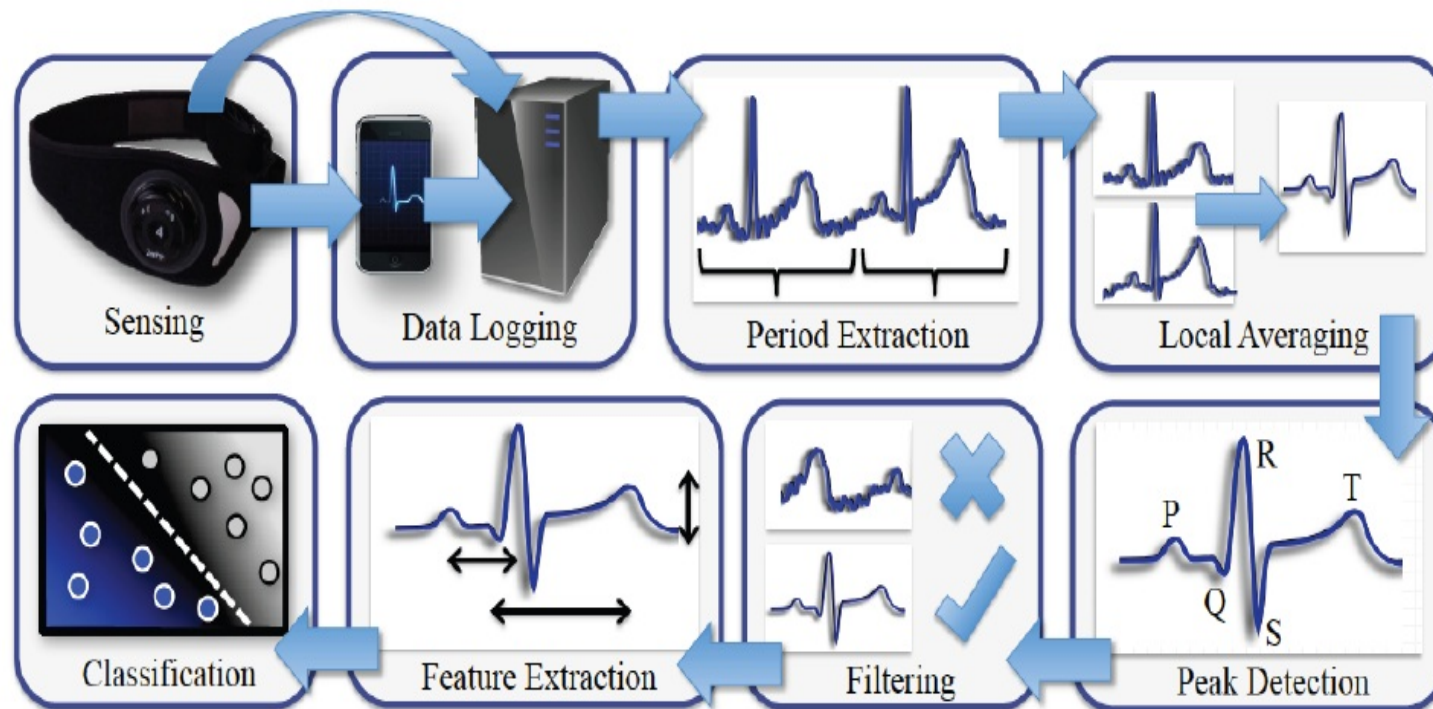 Sensing
Data Logging
Period Extraction
Local Averaging
P
R
T
Q
S
Classification
Feature Extraction
Filtering
Peak Detection